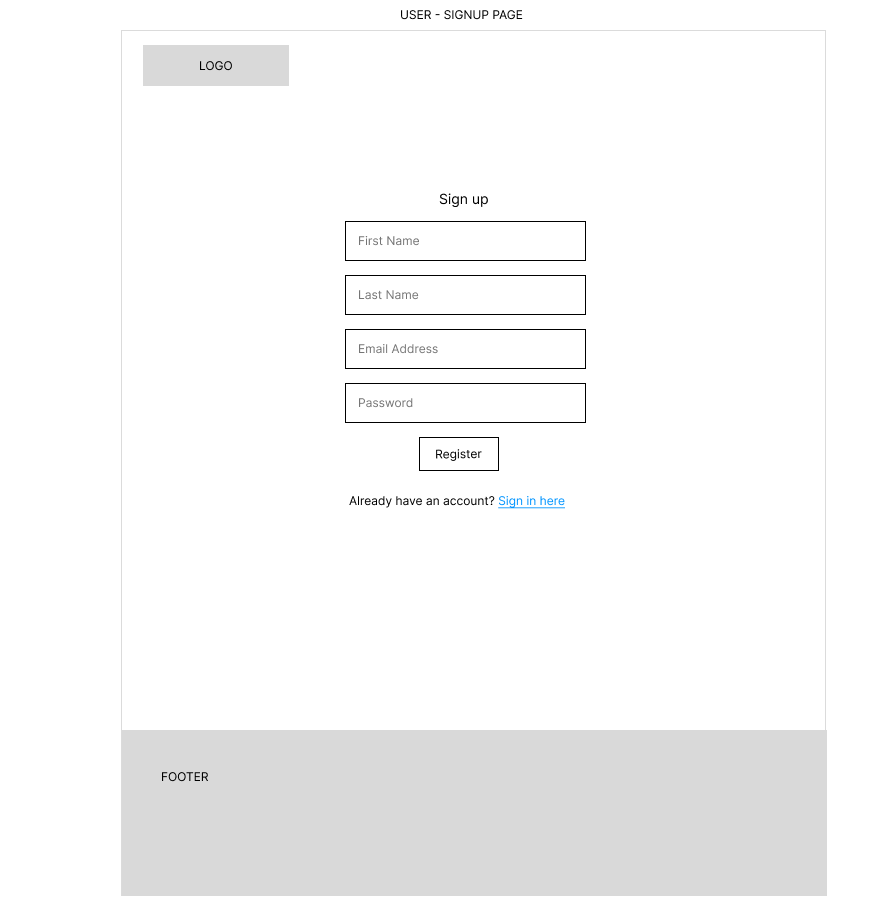 USER - SIGNUP PAGE
LOGO
Sign up
First Name
Last Name
Email Address
Password
Register
Already have an account? Sign in here
FOOTER